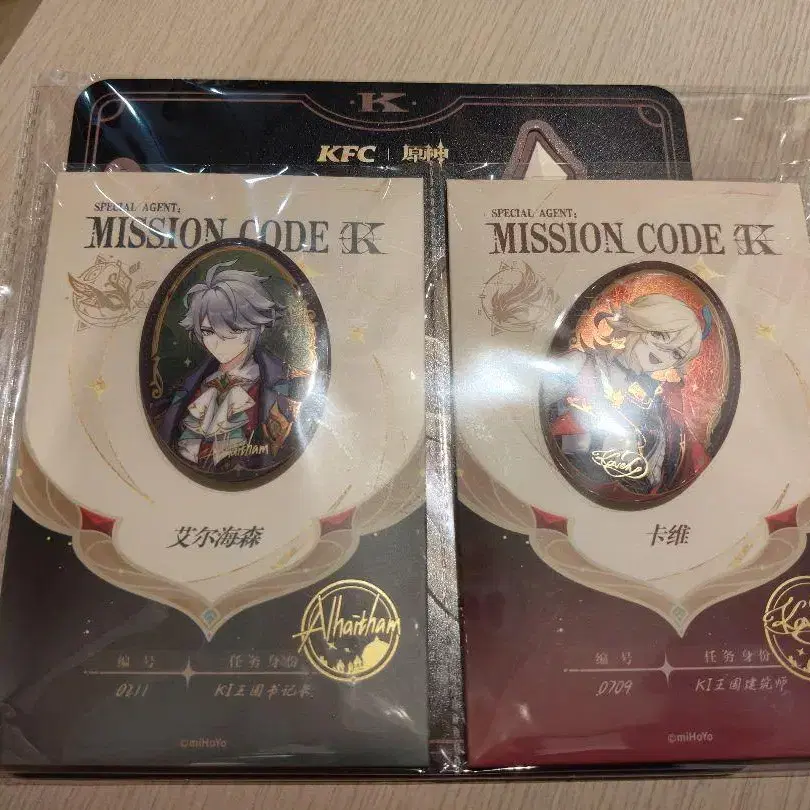 K
KFC | 原神
SPECIAL AGENT:
MISSION CODE K
Alhaitham
艾尔海森
Alhaitham
编号 任务身份
0211 KI王国书记官
©miHoYo
SPECIAL AGENT:
MISSION CODE K
Kaveh
卡维
编号 任务身份
0709 KI王国建筑师
©miHoYo